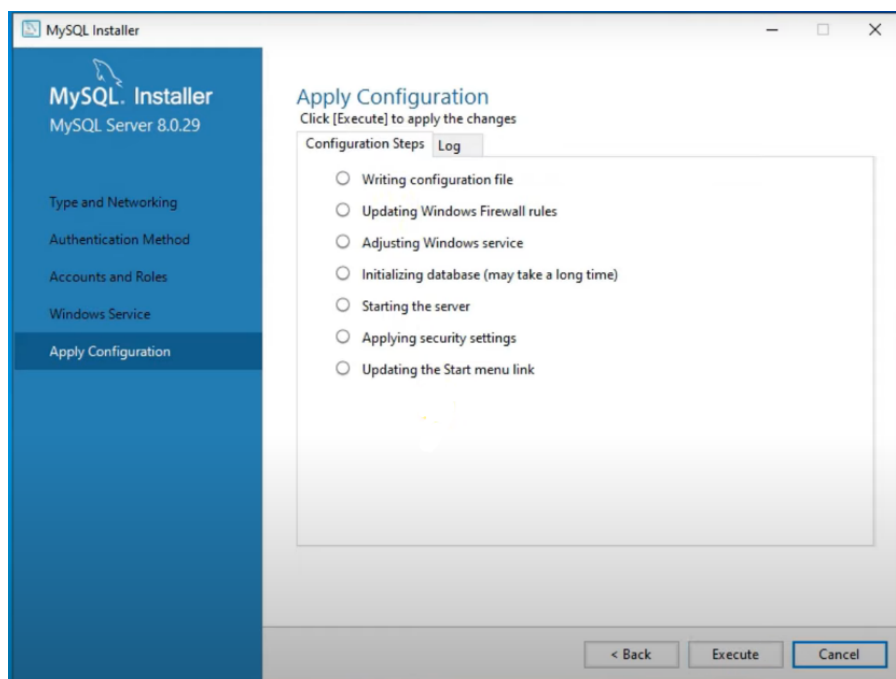 MySQL Installer
MySQL. Installer
MySQL Server 8.0.29
Type and Networking
Authentication Method
Accounts and Roles
Windows Service
Apply Configuration
Apply Configuration
Click [Execute] to apply the changes
Configuration Steps
Log
Writing configuration file
Updating Windows Firewall rules
Adjusting Windows service
Initializing database (may take a long time)
Starting the server
Applying security settings
Updating the Start menu link
< Back
Execute
Cancel